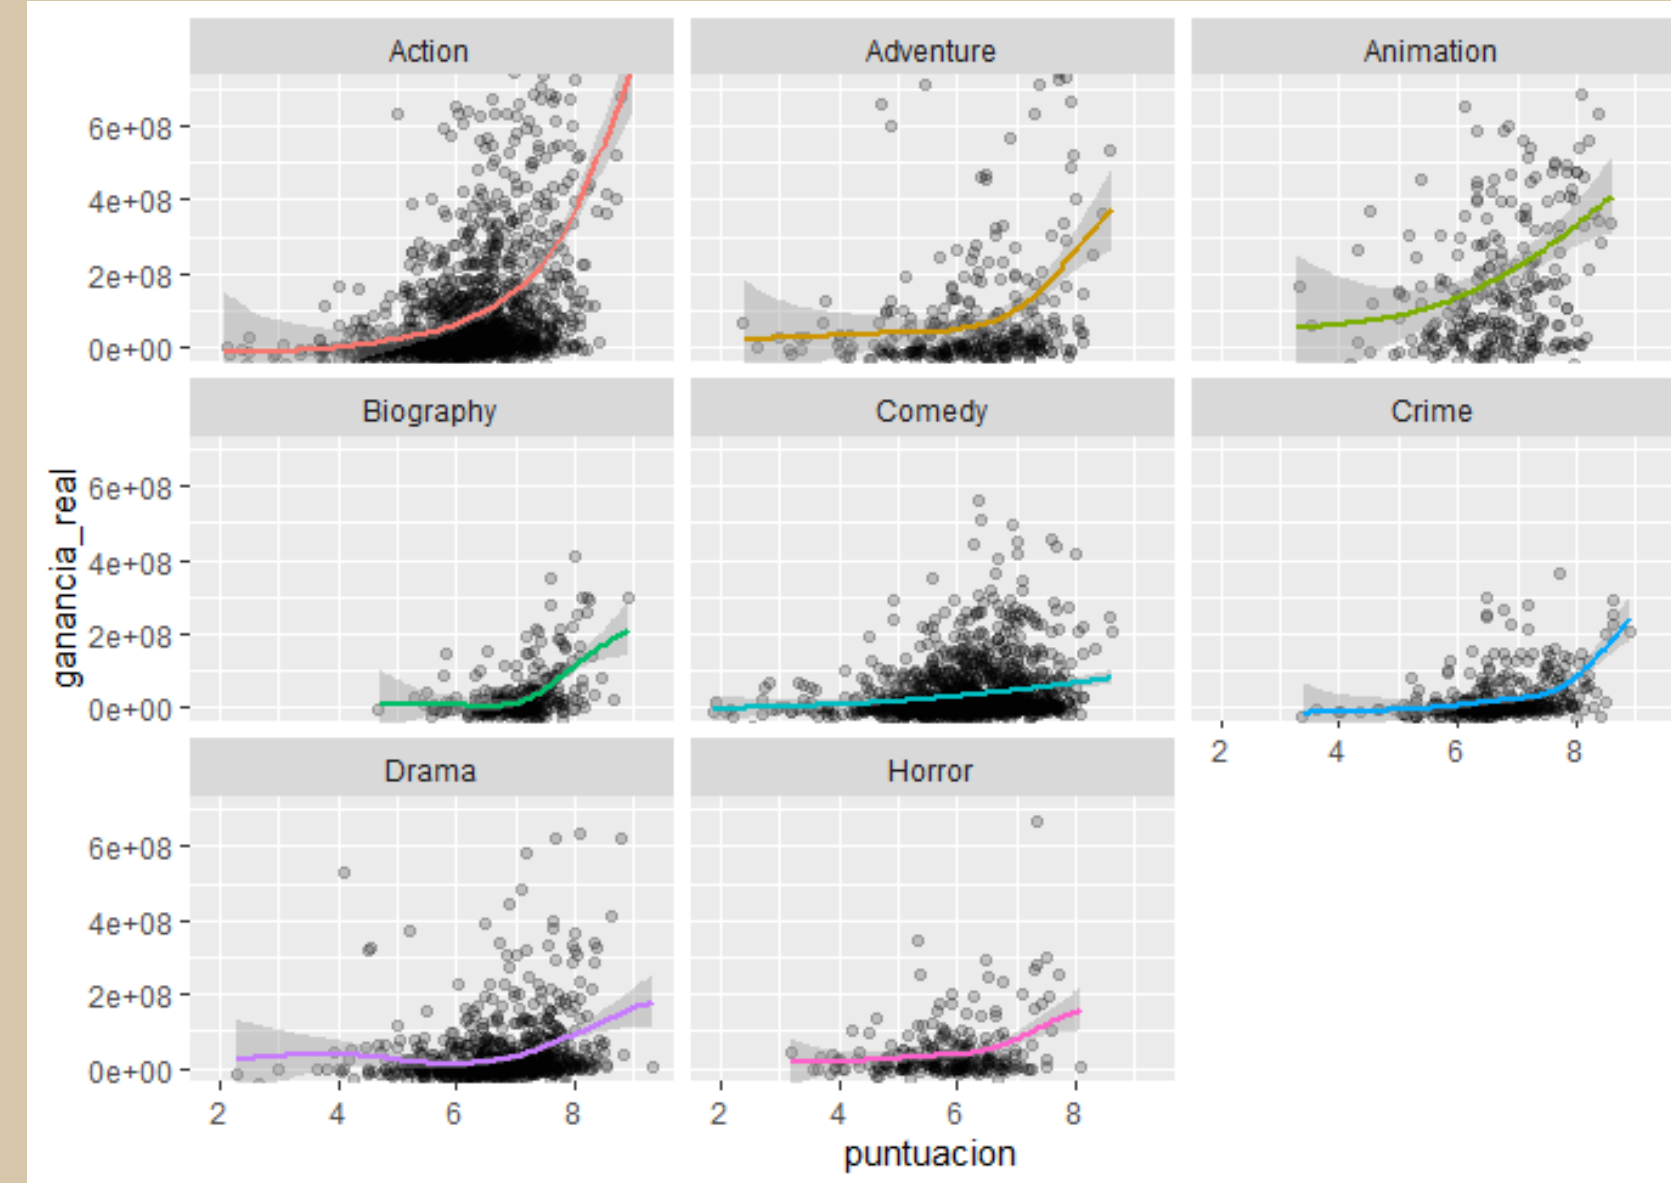 Action Adventure Animation
6e+08
4e+08
2e+08
0e+00
Biography Comedy Crime
ganancia_real
6e+08
4e+08
2e+08
0e+00
2 4 6 8
Drama Horror
6e+08
4e+08
2e+08
0e+00
2 4 6 8 2 4 6 8
puntuacion